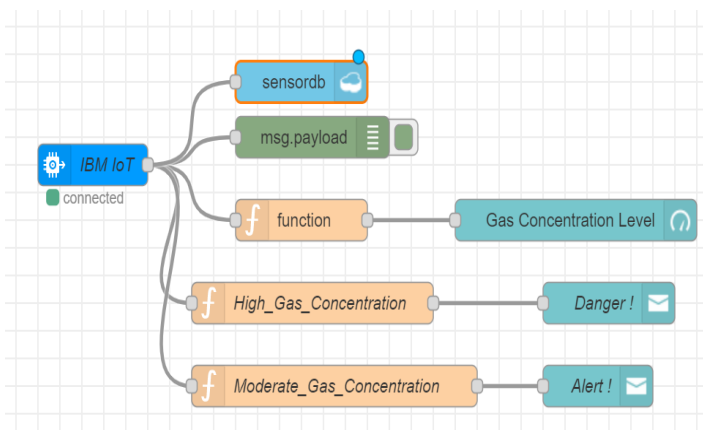 sensordb
msg.payload
IBM IoT
connected
function
Gas Concentration Level
High_Gas_Concentration
Danger !
Moderate_Gas_Concentration
Alert !